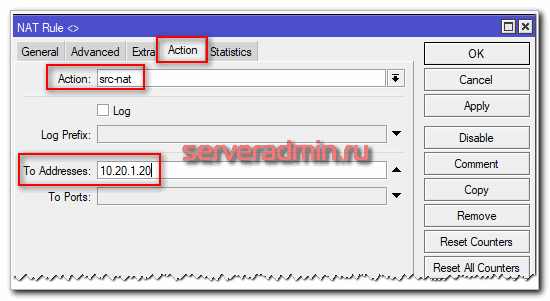 NAT Rule <>
General Advanced Extra Action Statistics
Action: src-nat
Log
Log Prefix:
To Addresses: 10.20.1.20
To Ports:
OK
Cancel
Apply
Disable
Comment
Copy
Remove
Reset Counters
Reset All Counters
serveradmin.ru